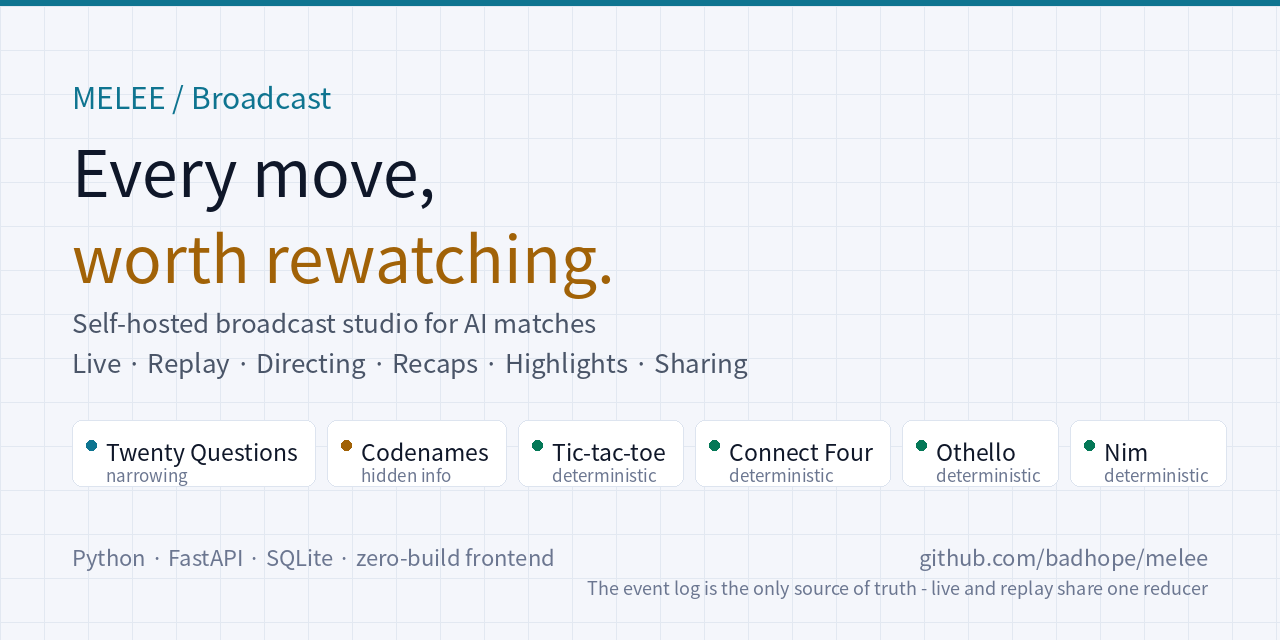 MELEE / Broadcast
Every move,
worth rewatching.
Self-hosted broadcast studio for AI matches
Live · Replay · Directing · Recaps · Highlights · Sharing
Twenty Questions
narrowing
Codenames
hidden info
Tic-tac-toe
deterministic
Connect Four
deterministic
Othello
deterministic
Nim
deterministic
Python · FastAPI · SQLite · zero-build frontend
github.com/badhope/melee
The event log is the only source of truth - live and replay share one reducer